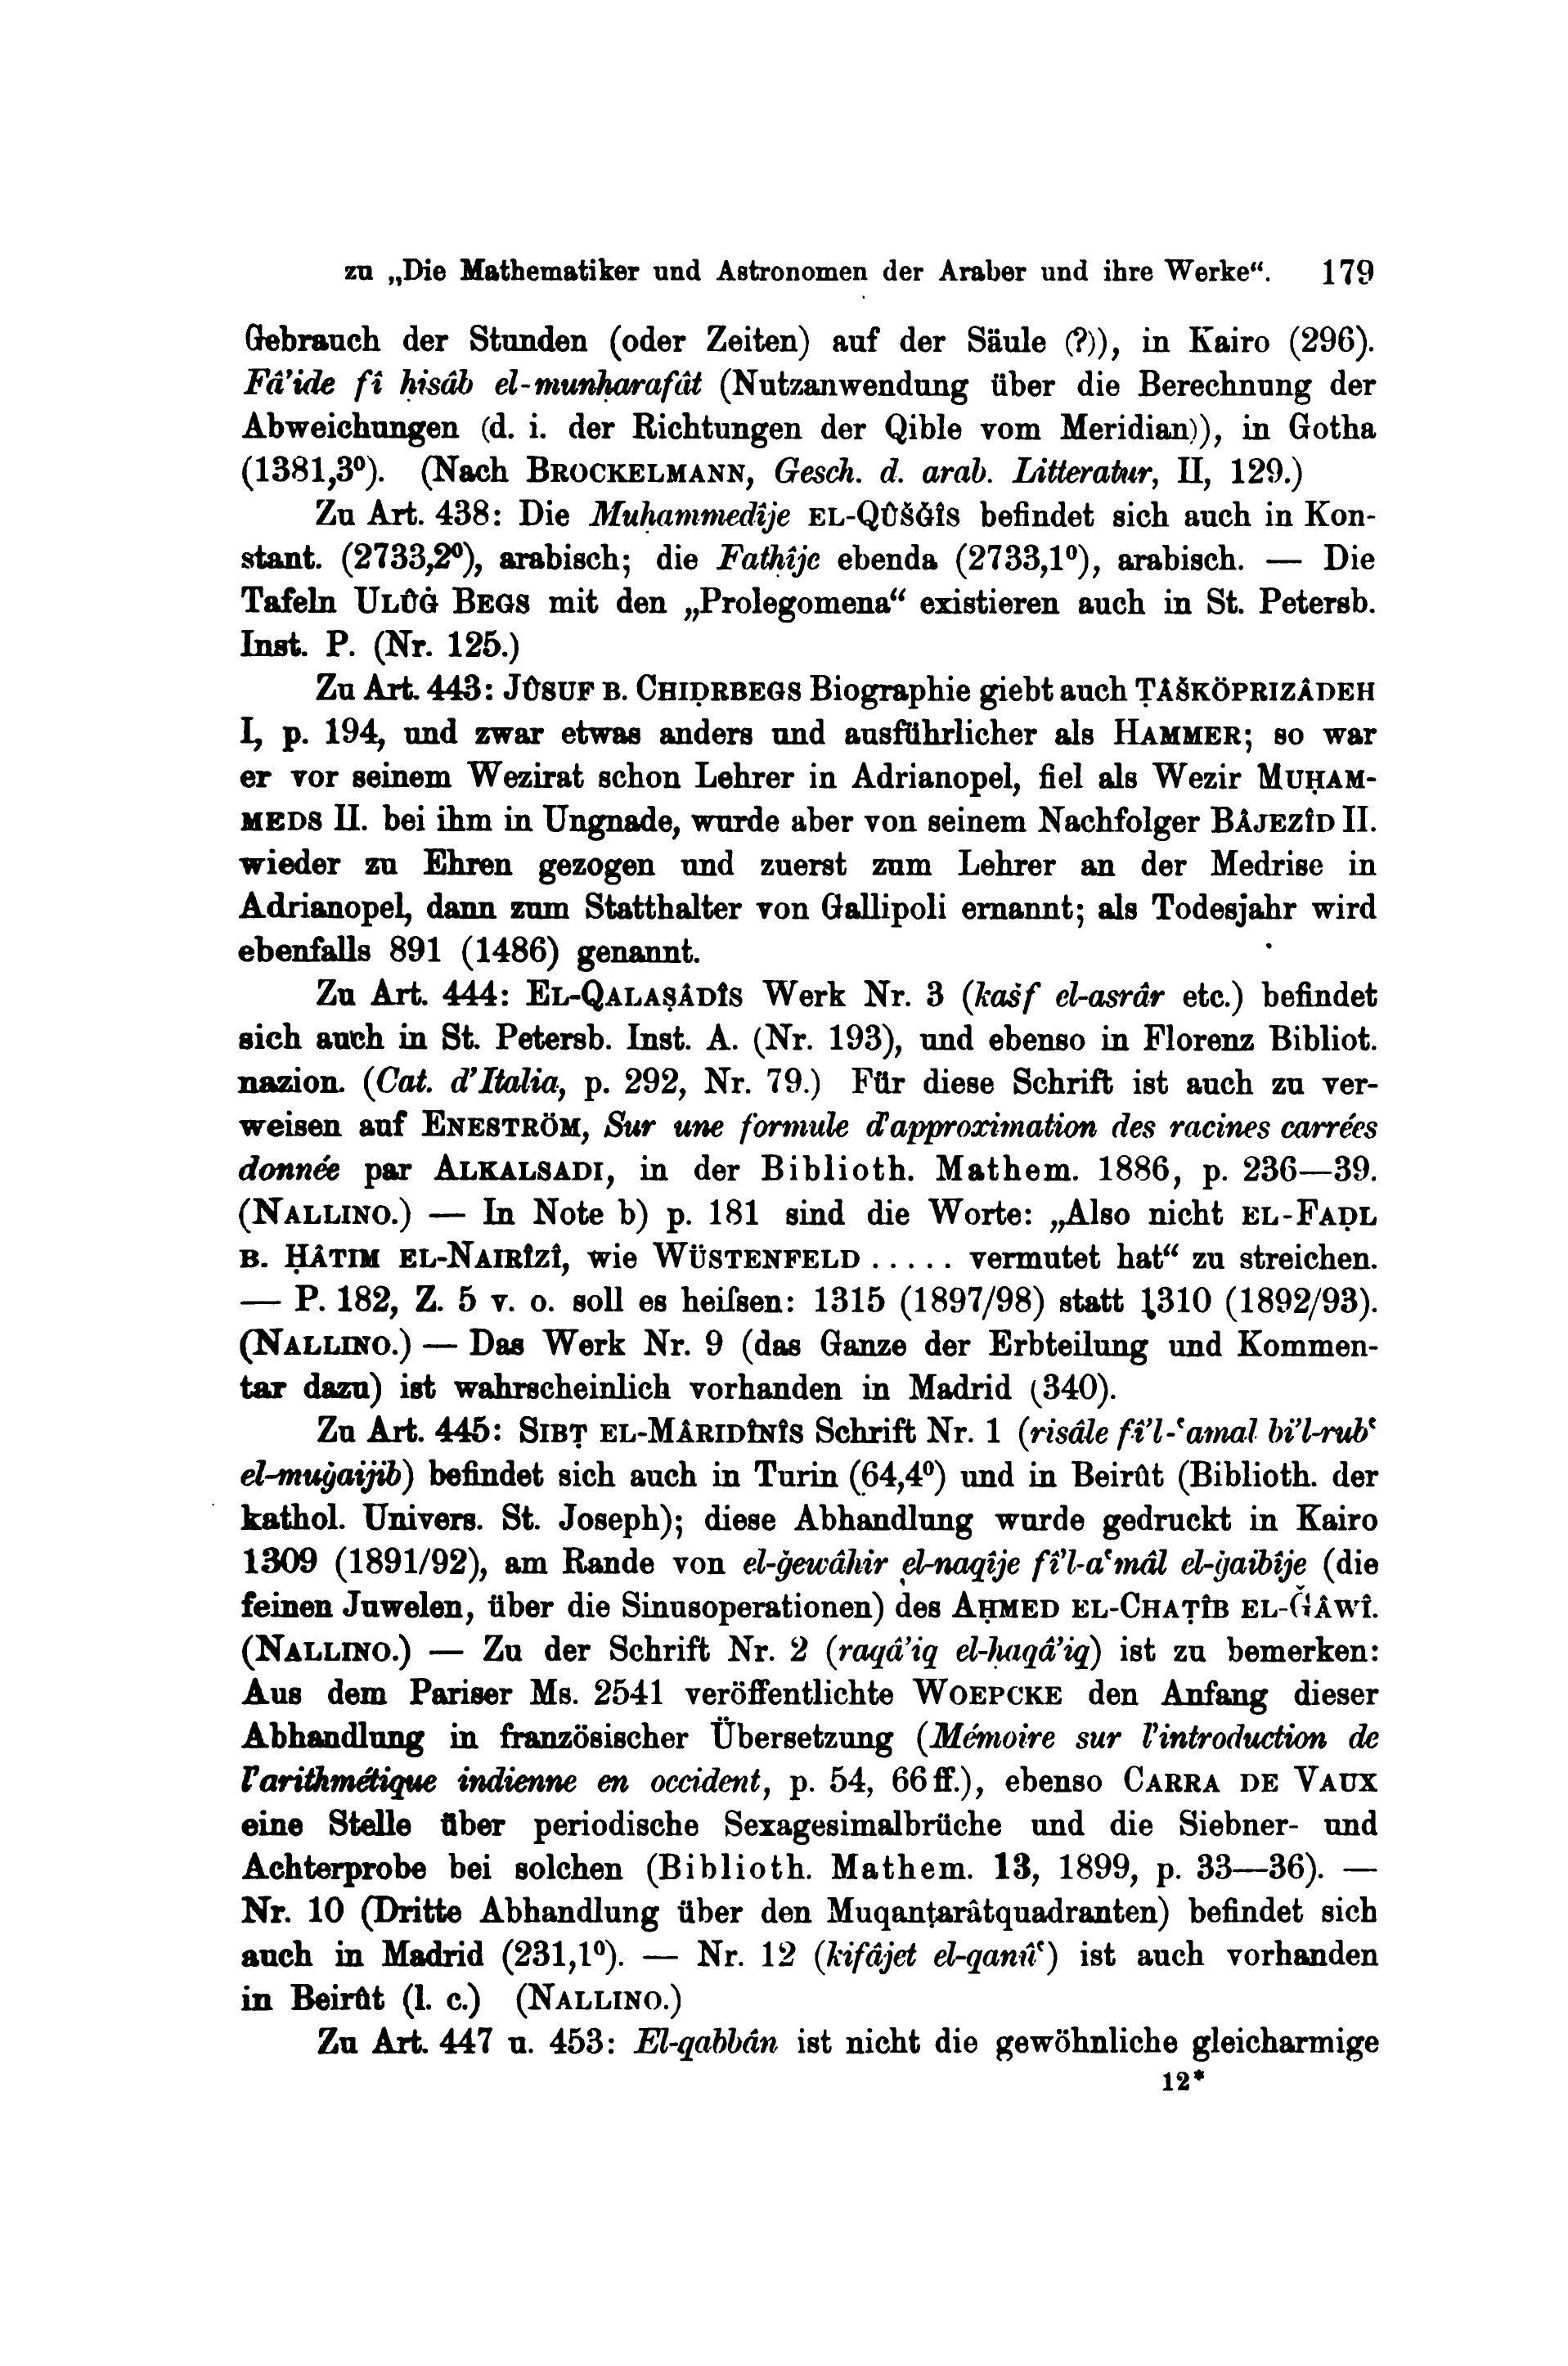 zu „Die Mathematiker und Astronomen der Araber und ihre Werke“. 179
Gebrauch der Stunden (oder Zeiten) auf der Säule (?)), in Kairo (296).
Fâ’ide fî ḥisâb el-munḥarafât (Nutzanwendung über die Berechnung der
Abweichungen (d. i. der Richtungen der Qible vom Meridian)), in Gotha
(1381,3⁰). (Nach BROCKELMANN, Gesch. d. arab. Litteratur, II, 129.)
Zu Art. 438: Die Muḥammedîje EL-QÛŠǦÎS befindet sich auch in Kon-
stant. (2733,2⁰), arabisch; die Fatḥîje ebenda (2733,1⁰), arabisch. — Die
Tafeln ULÛĠ BEGS mit den „Prolegomena“ existieren auch in St. Petersb.
Inst. P. (Nr. 125.)
Zu Art. 443: JÛSUF B. CHIḌRBEGS Biographie giebt auch ṬÂŠKÖPRIZÂDEH
I, p. 194, und zwar etwas anders und ausführlicher als HAMMER; so war
er vor seinem Wezirat schon Lehrer in Adrianopel, fiel als Wezir MUḤAM-
MEDS II. bei ihm in Ungnade, wurde aber von seinem Nachfolger BÂJEZÎD II.
wieder zu Ehren gezogen und zuerst zum Lehrer an der Medrise in
Adrianopel, dann zum Statthalter von Gallipoli ernannt; als Todesjahr wird
ebenfalls 891 (1486) genannt.
Zu Art. 444: EL-QALAṢÂDÎS Werk Nr. 3 (kašf el-asrâr etc.) befindet
sich auch in St. Petersb. Inst. A. (Nr. 193), und ebenso in Florenz Bibliot.
nazion. (Cat. d’Italia, p. 292, Nr. 79.) Für diese Schrift ist auch zu ver-
weisen auf ENESTRÖM, Sur une formule d’approximation des racines carrées
donnée par ALKALSADI, in der Biblioth. Mathem. 1886, p. 236—39.
(NALLINO.) — In Note b) p. 181 sind die Worte: „Also nicht EL-FAḌL
B. ḤÂTIM EL-NAIRÎZÎ, wie WÜSTENFELD ..... vermutet hat“ zu streichen.
— P. 182, Z. 5 v. o. soll es heifsen: 1315 (1897/98) statt 1310 (1892/93).
(NALLINO.) — Das Werk Nr. 9 (das Ganze der Erbteilung und Kommen-
tar dazu) ist wahrscheinlich vorhanden in Madrid (340).
Zu Art. 445: SIBṬ EL-MÂRIDÎNÎS Schrift Nr. 1 (risâle fî’l-ʿamal bi’l-rubʿ
el-muǧaijib) befindet sich auch in Turin (64,4⁰) und in Beirût (Biblioth. der
kathol. Univers. St. Joseph); diese Abhandlung wurde gedruckt in Kairo
1309 (1891/92), am Rande von el-ǧewâhir el-naqîje fî’l-aʿmâl el-ǧaibîje (die
feinen Juwelen, über die Sinusoperationen) des AḤMED EL-CHAṬÎB EL-ǦÂWÎ.
(NALLINO.) — Zu der Schrift Nr. 2 (raqâ’iq el-ḥaqâ’iq) ist zu bemerken:
Aus dem Pariser Ms. 2541 veröffentlichte WOEPCKE den Anfang dieser
Abhandlung in französischer Übersetzung (Mémoire sur l’introduction de
l’arithmétique indienne en occident, p. 54, 66ff.), ebenso CARRA DE VAUX
eine Stelle über periodische Sexagesimalbrüche und die Siebner- und
Achterprobe bei solchen (Biblioth. Mathem. 13, 1899, p. 33—36). —
Nr. 10 (Dritte Abhandlung über den Muqanṭarâtquadranten) befindet sich
auch in Madrid (231,1⁰). — Nr. 12 (kifâjet el-qanûʿ) ist auch vorhanden
in Beirût (l. c.) (NALLINO.)
Zu Art. 447 u. 453: El-qabbân ist nicht die gewöhnliche gleicharmige
12*